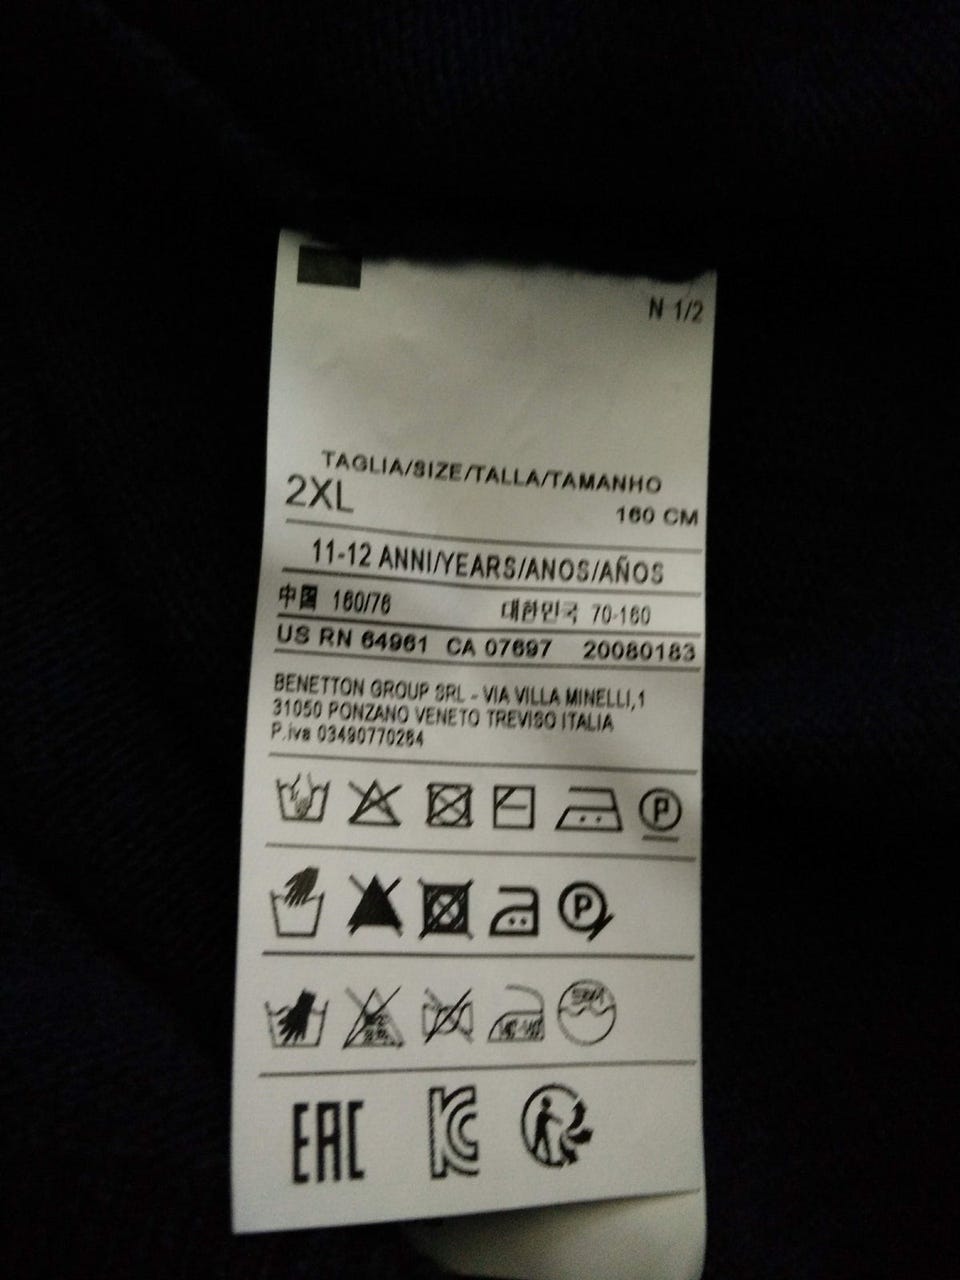 N 1/2
TAGLIA/SIZE/TALLA/TAMANHO
2XL
160 CM
11-12 ANNI/YEARS/ANOS/AÑOS
中国 160/76 대한민국 70-160
US RN 64961 CA 07697 20080183
BENETTON GROUP SRL - VIA VILLA MINELLI,1
31050 PONZANO VENETO TREVISO ITALIA
P.iva 03490770264
P
P
EAC
KC